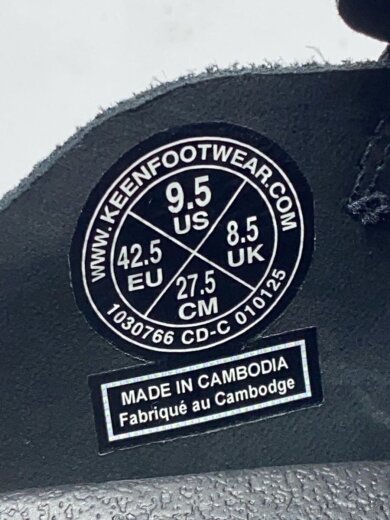 WWW.KEENFOOTWEAR.COM
9.5
US
42.5
EU
8.5
UK
27.5
CM
1030766 CD-C 010125
MADE IN CAMBODIA
Fabriqué au Cambodge